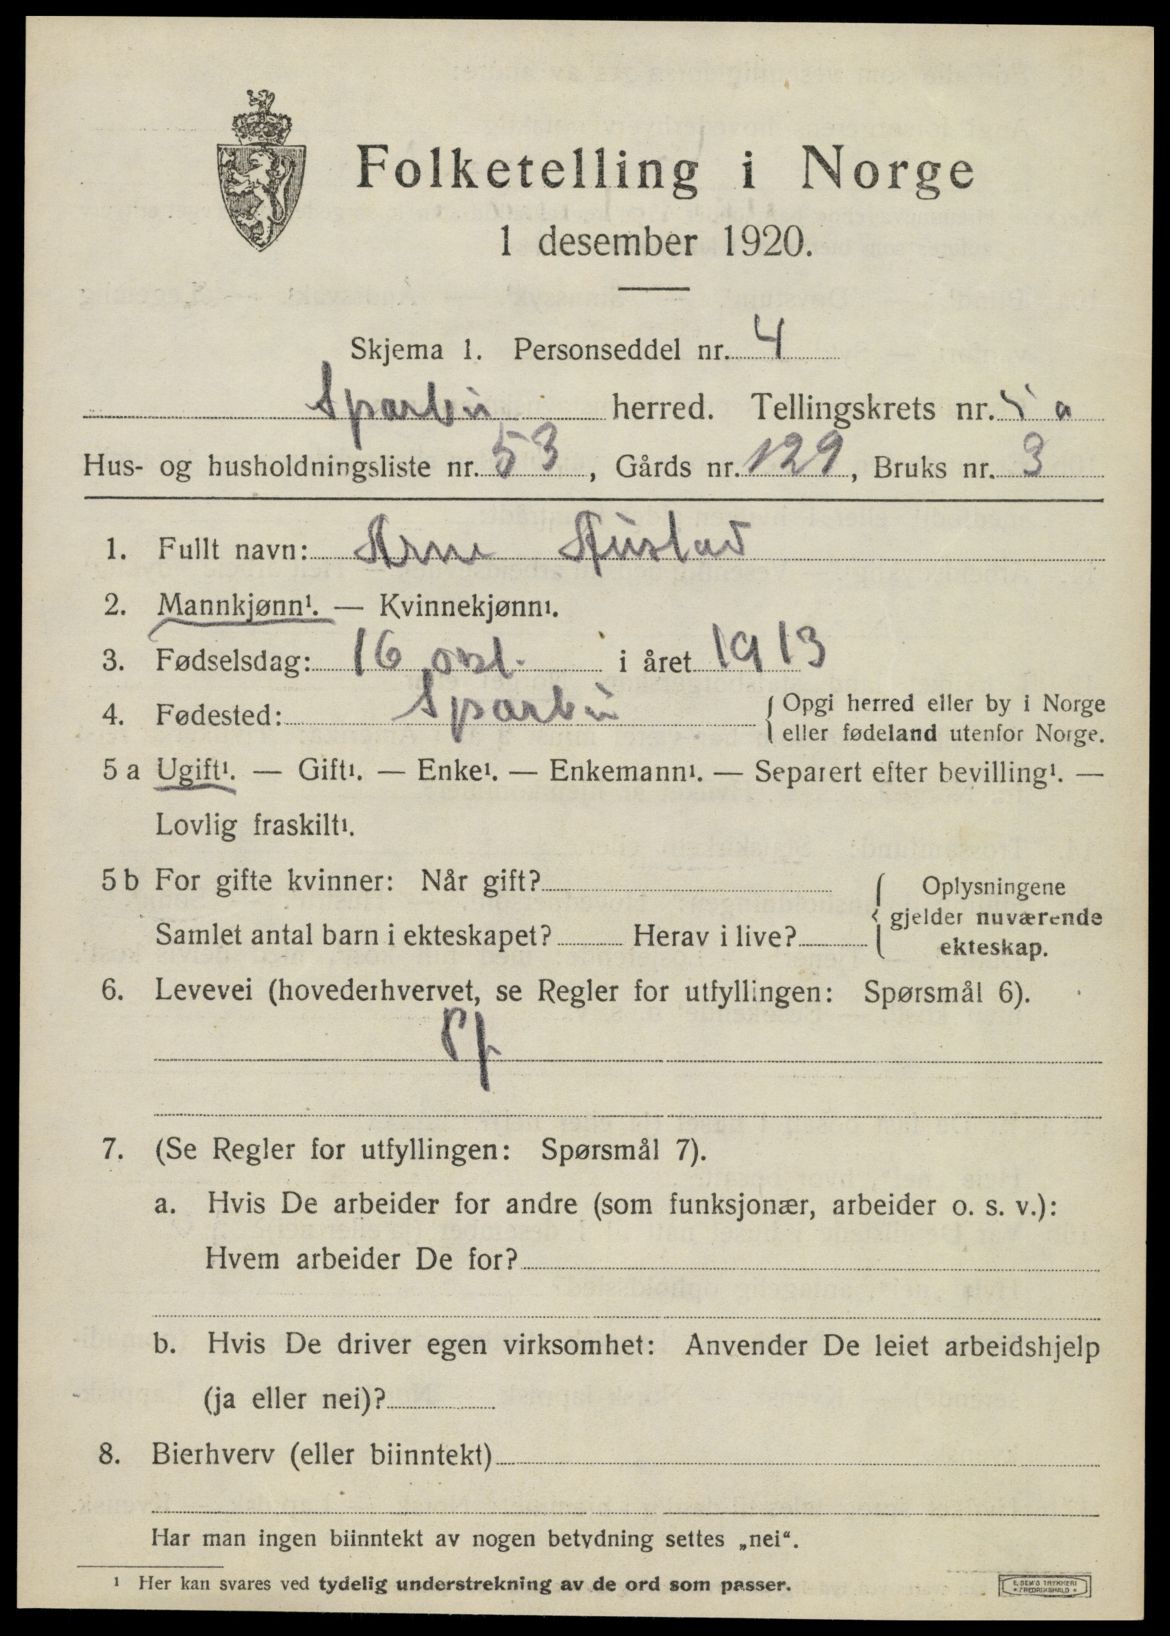 Folketelling i Norge
1 desember 1920.
Skjema 1. Personseddel nr. 4
Sparbu herred. Tellingskrets nr. 5 a
Hus- og husholdningsliste nr. 53, Gårds nr. 129, Bruks nr. 3
1. Fullt navn: Arne Austad
2. Mannkjønn¹. — Kvinnekjønn¹.
3. Fødselsdag: 16 okt. i året 1913
4. Fødested: Sparbu { Opgi herred eller by i Norge
eller fødeland utenfor Norge.
5 a Ugift¹. — Gift¹. — Enke¹. — Enkemann¹. — Separert efter bevilling¹. —
Lovlig fraskilt¹.
5 b For gifte kvinner: Når gift? { Oplysningene
gjelder nuværende
Samlet antal barn i ekteskapet? Herav i live? ekteskap.
6. Levevei (hovederhvervet, se Regler for utfyllingen: Spørsmål 6).
7. (Se Regler for utfyllingen: Spørsmål 7).
a. Hvis De arbeider for andre (som funksjonær, arbeider o. s. v.):
Hvem arbeider De for?
b. Hvis De driver egen virksomhet: Anvender De leiet arbeidshjelp
(ja eller nei)?
8. Bierhverv (eller biinntekt)
Har man ingen biinntekt av nogen betydning settes „nei“.
¹ Her kan svares ved tydelig understrekning av de ord som passer.